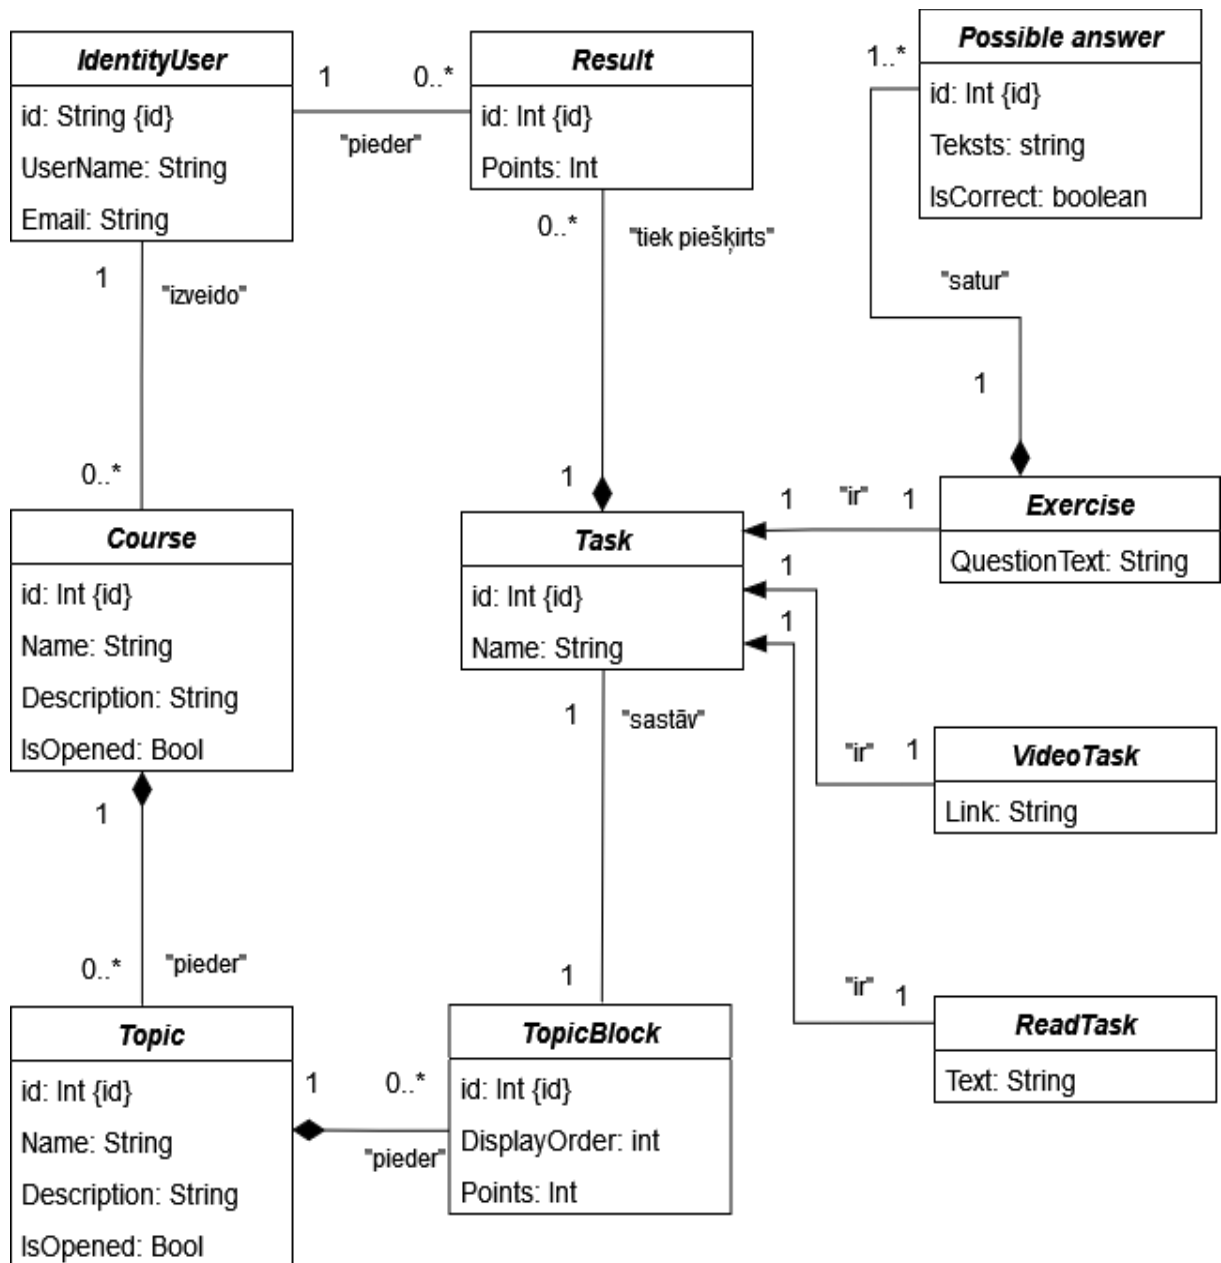 IdentityUser
id: String {id}
UserName: String
Email: String
1
0..*
"pieder"
Result
id: Int {id}
Points: Int
1..*
Possible answer
id: Int {id}
Teksts: string
IsCorrect: boolean
0..*
"tiek piešķirts"
1
"izveido"
"satur"
1
0..*
1
Course
id: Int {id}
Name: String
Description: String
IsOpened: Bool
Task
id: Int {id}
Name: String
1
"ir"
1
Exercise
QuestionText: String
1
1
1
"sastāv"
"ir"
1
VideoTask
Link: String
1
0..*
"pieder"
1
"ir"
1
ReadTask
Text: String
Topic
id: Int {id}
Name: String
Description: String
IsOpened: Bool
1
0..*
"pieder"
TopicBlock
id: Int {id}
DisplayOrder: int
Points: Int